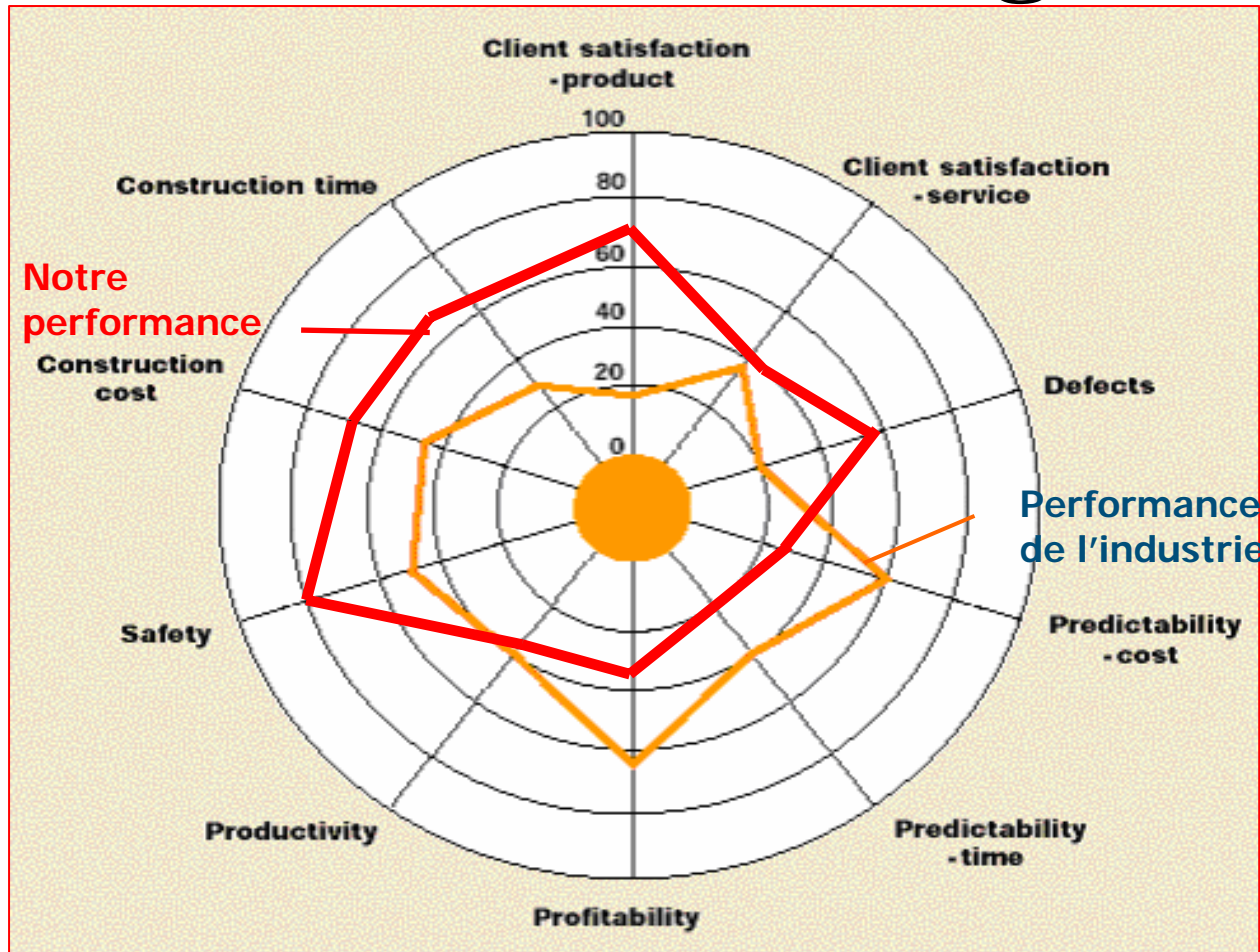 Client satisfaction
-product
100
80
60
40
20
0
Client satisfaction
-service
Construction time
Notre
performance
Construction
cost
Defects
Performance
de l'industrie
Safety
Predictability
-cost
Productivity
Predictability
-time
Profitability